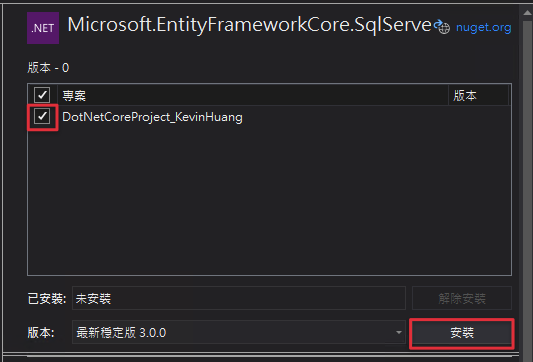 .NET
Microsoft.EntityFrameworkCore.SqlServe
nuget.org
版本 - 0
專案 版本
DotNetCoreProject_KevinHuang
已安裝: 未安裝 解除安裝
版本: 最新穩定版 3.0.0 安裝